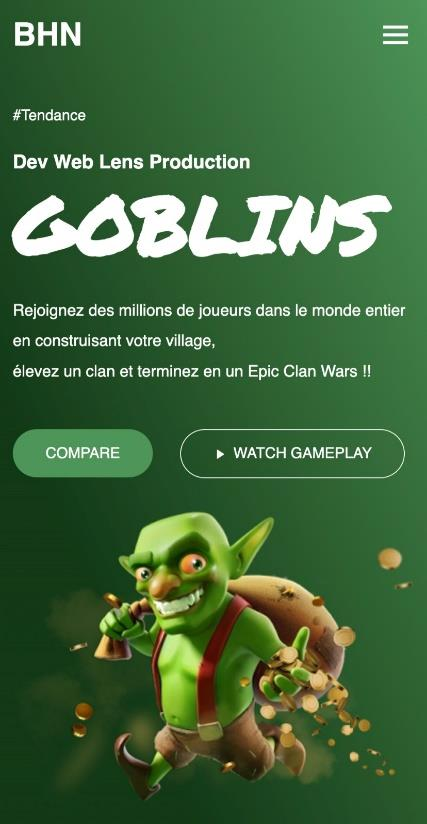 BHN
#Tendance
Dev Web Lens Production
GOBLINS
Rejoignez des millions de joueurs dans le monde entier
en construisant votre village,
élevez un clan et terminez en un Epic Clan Wars !!
COMPARE
WATCH GAMEPLAY